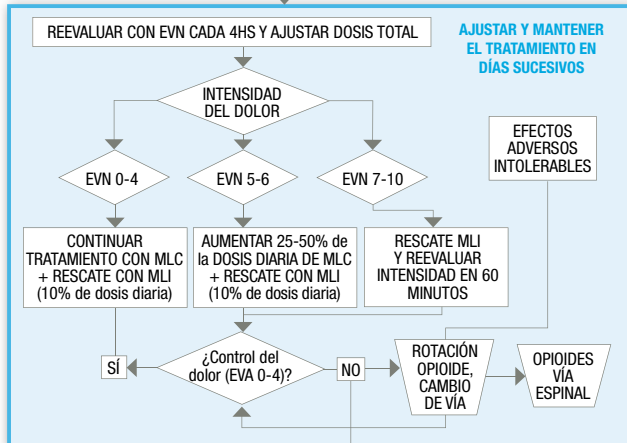 REEVALUAR CON EVN CADA 4HS Y AJUSTAR DOSIS TOTAL
AJUSTAR Y MANTENER
EL TRATAMIENTO EN
DÍAS SUCESIVOS
INTENSIDAD
DEL DOLOR
EFECTOS
ADVERSOS
INTOLERABLES
EVN 0-4
EVN 5-6
EVN 7-10
CONTINUAR
TRATAMIENTO CON MLC
+ RESCATE CON MLI
(10% de dosis diaria)
AUMENTAR 25-50% de
la DOSIS DIARIA DE MLC
+ RESCATE CON MLI
(10% de dosis diaria)
RESCATE MLI
Y REEVALUAR
INTENSIDAD EN 60
MINUTOS
SÍ
¿Control del
dolor (EVA 0-4)?
NO
ROTACIÓN
OPIOIDE,
CAMBIO
DE VÍA
OPIOIDES
VÍA
ESPINAL